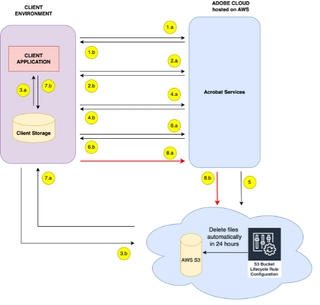 CLIENT
ENVIRONMENT
ADOBE CLOUD
hosted on AWS
1.a
CLIENT
APPLICATION
1.b
2.a
3.a
7.b
2.b
Acrobat Services
4.a
Client Storage
4.b
6.a
6.b
8.a
7.a
8.b
5
Delete files
automatically
in 24 hours
3.b
AWS S3
S3 Bucket
Lifecycle Rule
Configuration